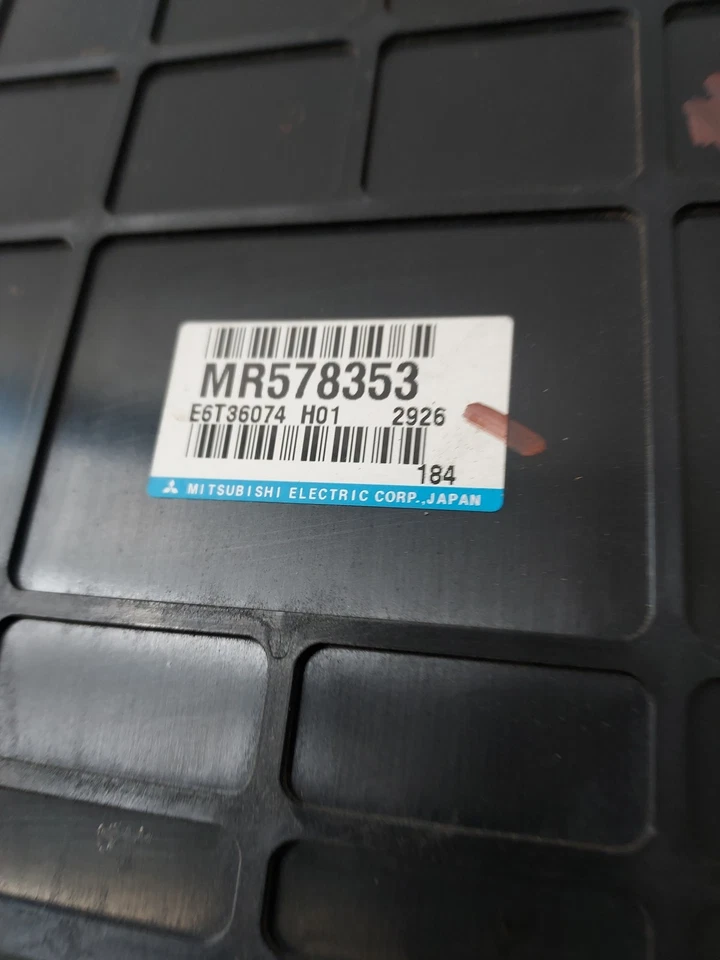 MR578353
E6T36074 H01 2926
184
MITSUBISHI ELECTRIC CORP.,JAPAN